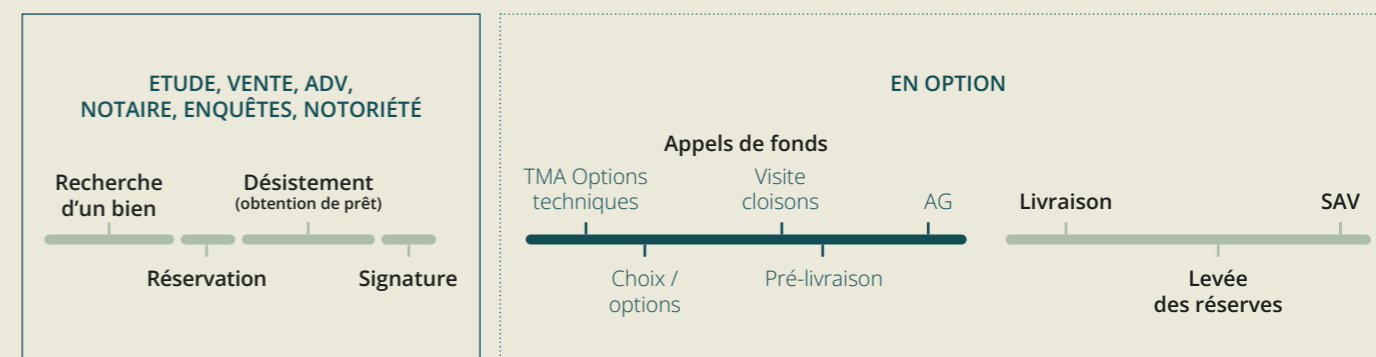 ETUDE, VENTE, ADV,
NOTAIRE, ENQUÊTES, NOTORIÉTÉ
Recherche
d’un bien
Désistement
(obtention de prêt)
Réservation
Signature
EN OPTION
Appels de fonds
TMA Options
techniques
Visite
cloisons
AG
Choix /
options
Pré-livraison
Livraison
SAV
Levée
des réserves